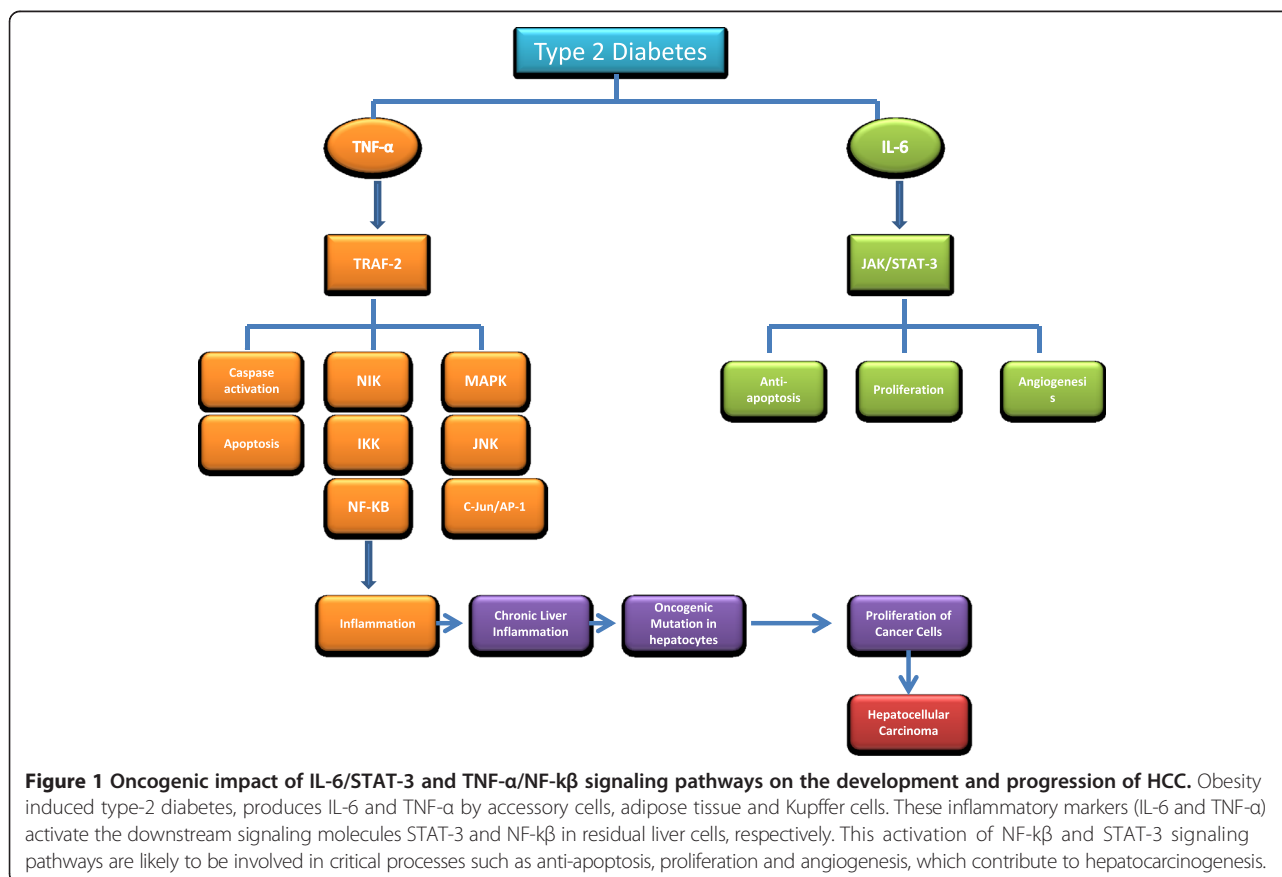 Type 2 Diabetes
TNF-α
IL-6
TRAF-2
JAK/STAT-3
Caspase
activation
NIK
MAPK
Anti-
apoptosis
Proliferation
Angiogenesi
s
Apoptosis
IKK
JNK
NF-KB
C-Jun/AP-1
Inflammation
Chronic Liver
Inflammation
Oncogenic
Mutation in
hepatocytes
Proliferation of
Cancer Cells
Hepatocellular
Carcinoma
Figure 1 Oncogenic impact of IL-6/STAT-3 and TNF-α/NF-kβ signaling pathways on the development and progression of HCC. Obesity
induced type-2 diabetes, produces IL-6 and TNF-α by accessory cells, adipose tissue and Kupffer cells. These inflammatory markers (IL-6 and TNF-α)
activate the downstream signaling molecules STAT-3 and NF-kβ in residual liver cells, respectively. This activation of NF-kβ and STAT-3 signaling
pathways are likely to be involved in critical processes such as anti-apoptosis, proliferation and angiogenesis, which contribute to hepatocarcinogenesis.